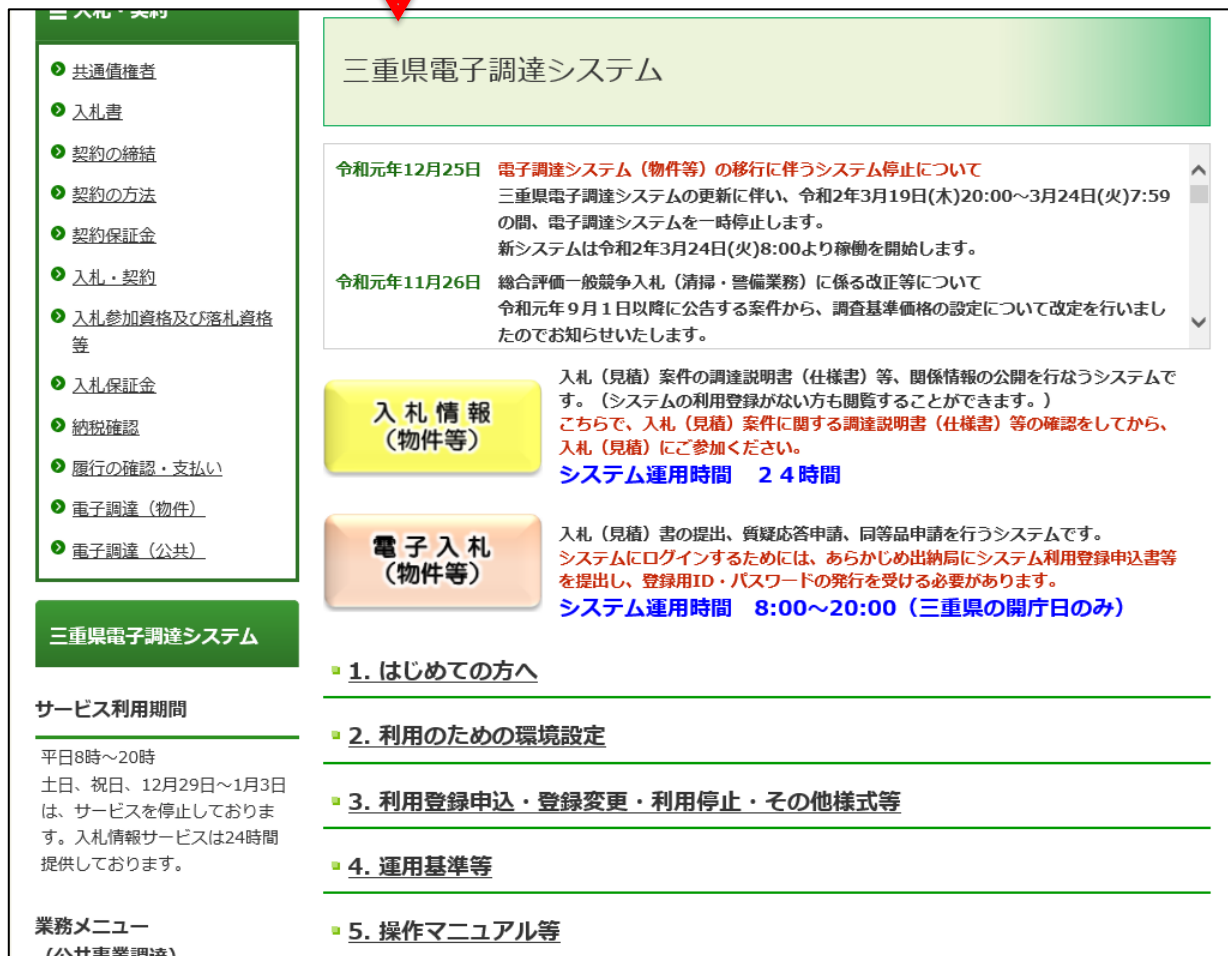 三 入札・契約
共通債権者
入札書
契約の締結
契約の方法
契約保証金
入札・契約
入札参加資格及び落札資格
等
入札保証金
納税確認
履行の確認・支払い
電子調達（物件）
電子調達（公共）
三重県電子調達システム
サービス利用期間
平日8時～20時
土日、祝日、12月29日～1月3日
は、サービスを停止しておりま
す。入札情報サービスは24時間
提供しております。
業務メニュー
（公共事業調達）
三重県電子調達システム
令和元年12月25日 電子調達システム（物件等）の移行に伴うシステム停止について
三重県電子調達システムの更新に伴い、令和2年3月19日(木)20:00～3月24日(火)7:59
の間、電子調達システムを一時停止します。
新システムは令和2年3月24日(火)8:00より稼働を開始します。
令和元年11月26日 総合評価一般競争入札（清掃・警備業務）に係る改正等について
令和元年９月１日以降に公告する案件から、調査基準価格の設定について改定を行いまし
たのでお知らせいたします。
入札情報
（物件等）
入札（見積）案件の調達説明書（仕様書）等、関係情報の公開を行なうシステムで
す。（システムの利用登録がない方も閲覧することができます。）
こちらで、入札（見積）案件に関する調達説明書（仕様書）等の確認をしてから、
入札（見積）にご参加ください。
システム運用時間　２４時間
電子入札
（物件等）
入札（見積）書の提出、質疑応答申請、同等品申請を行うシステムです。
システムにログインするためには、あらかじめ出納局にシステム利用登録申込書等
を提出し、登録用ID・パスワードの発行を受ける必要があります。
システム運用時間　8:00～20:00（三重県の開庁日のみ）
1. はじめての方へ
2. 利用のための環境設定
3. 利用登録申込・登録変更・利用停止・その他様式等
4. 運用基準等
5. 操作マニュアル等